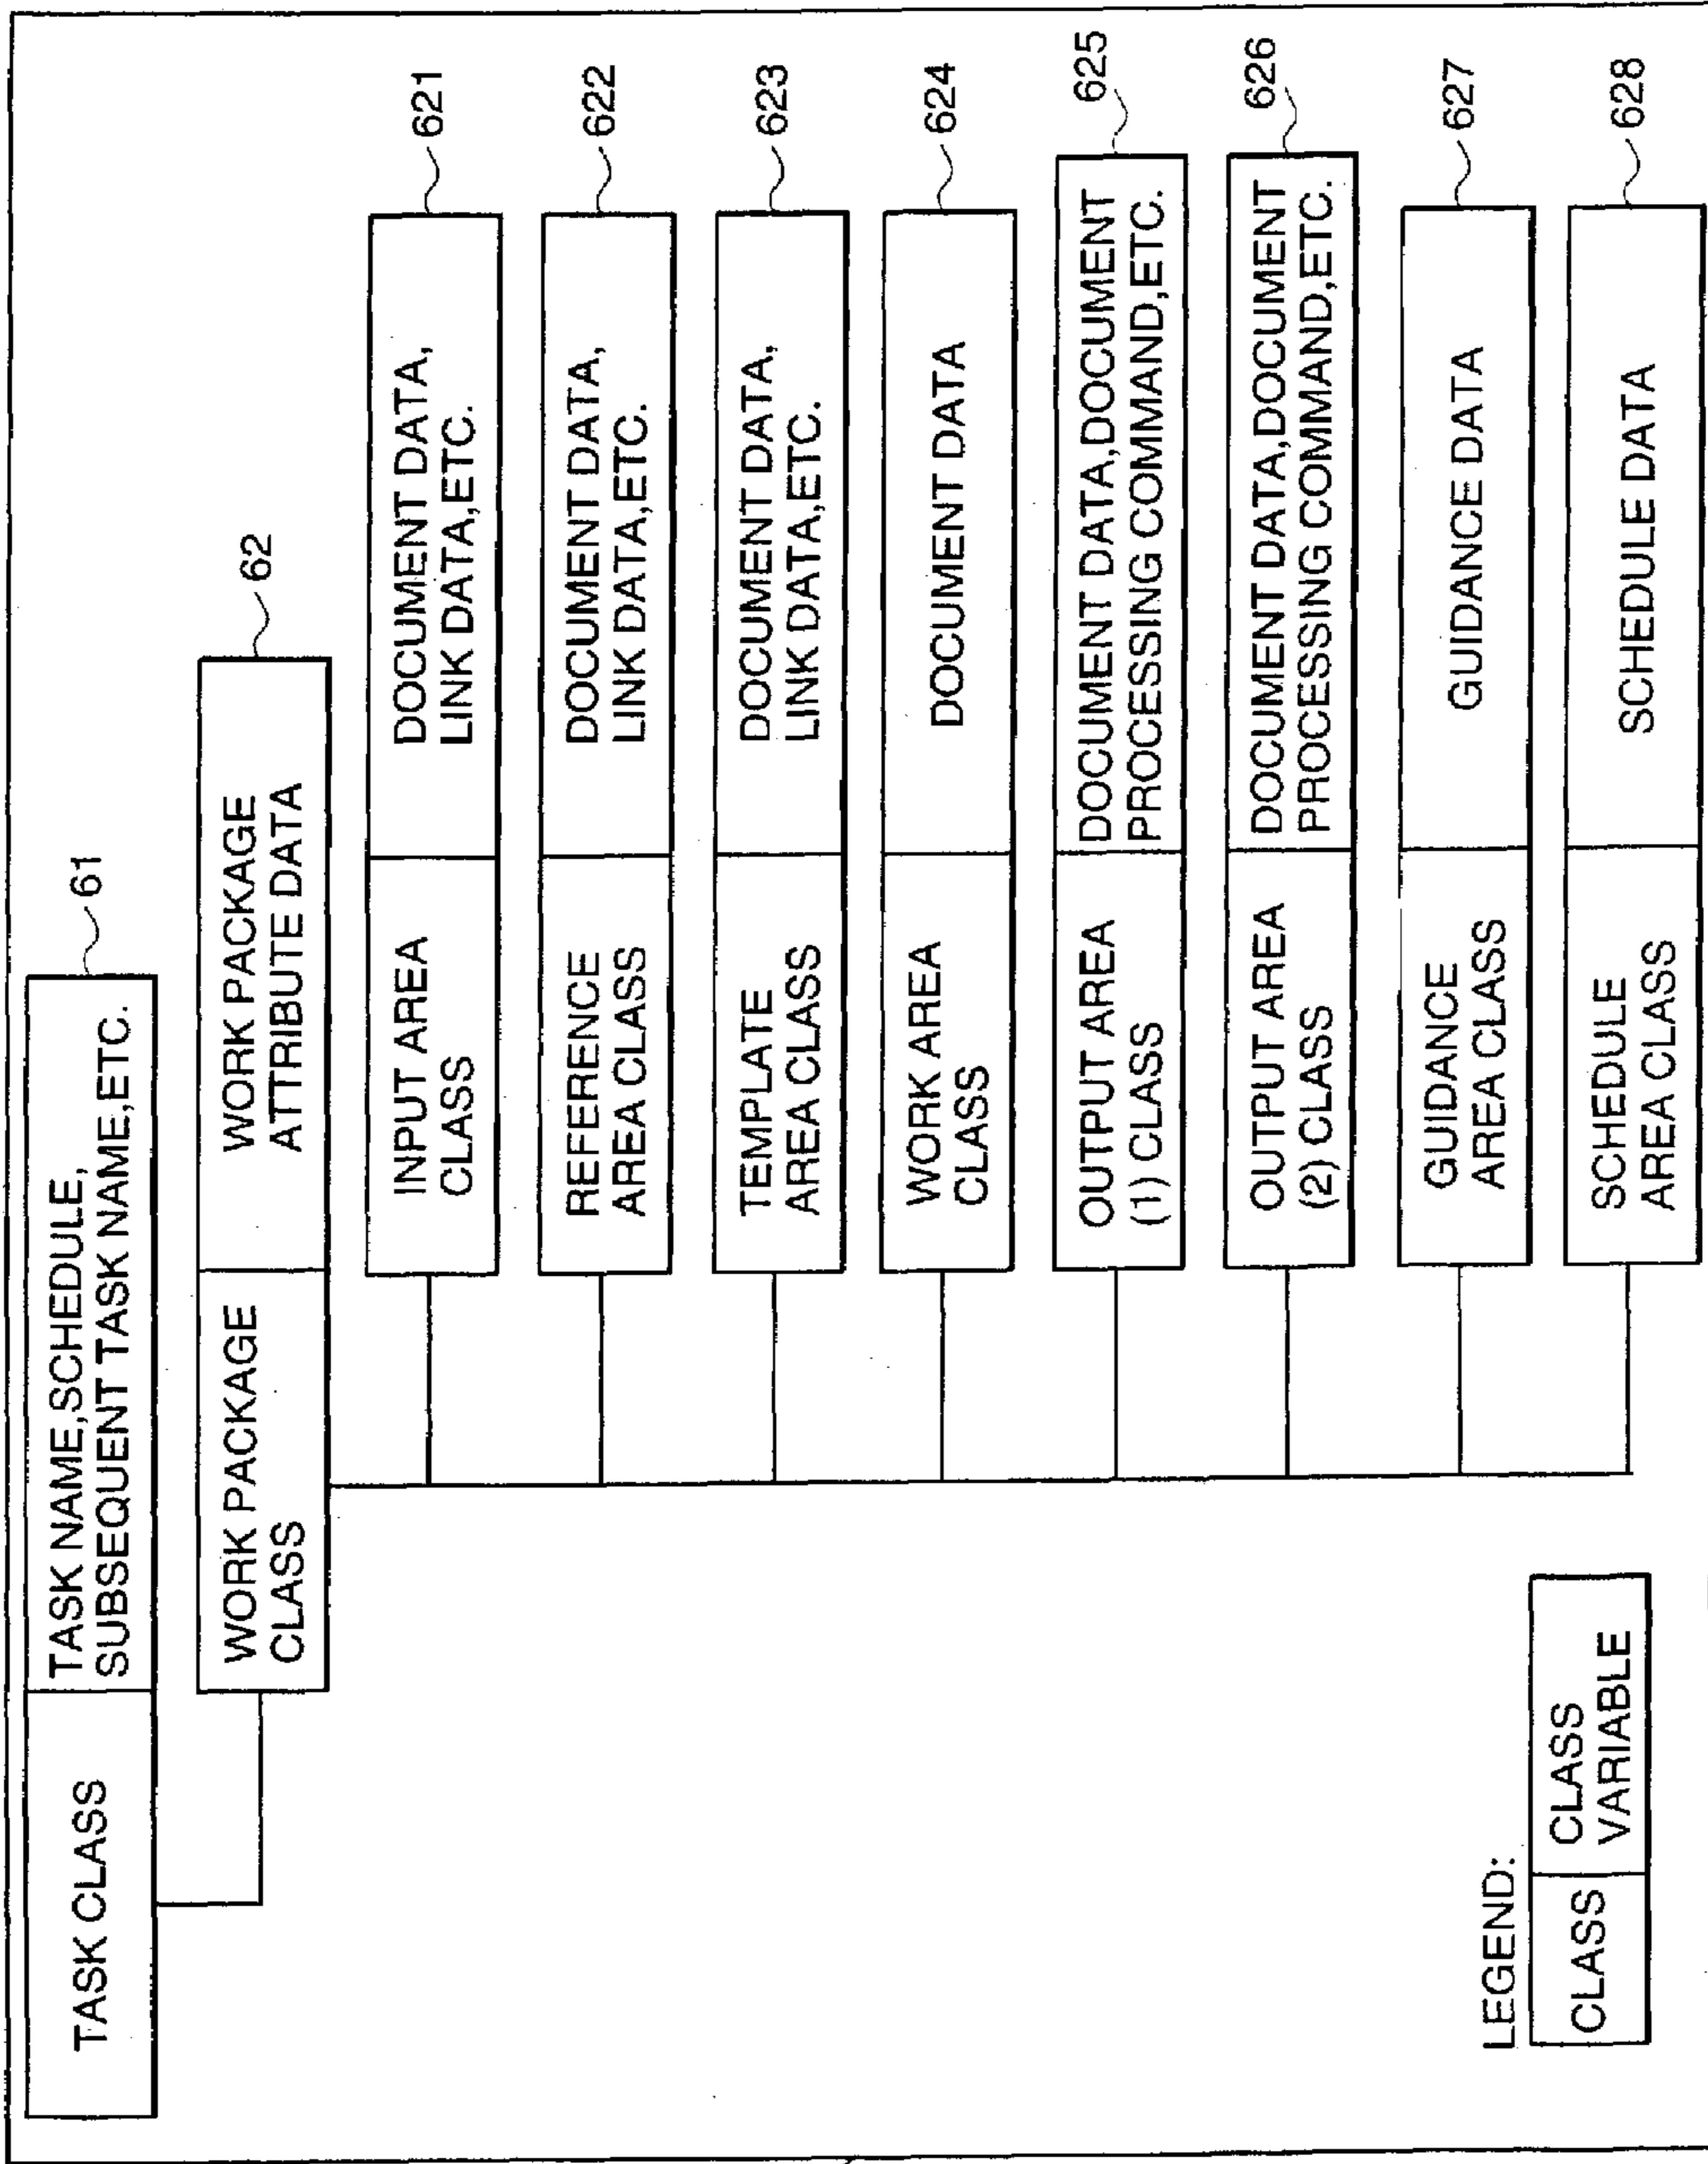 TASK CLASS
TASK NAME,SCHEDULE,
SUBSEQUENT TASK NAME,ETC.
61
WORK PACKAGE
CLASS
WORK PACKAGE
ATTRIBUTE DATA
62
INPUT AREA
CLASS
DOCUMENT DATA,
LINK DATA,ETC.
621
REFERENCE
AREA CLASS
DOCUMENT DATA,
LINK DATA,ETC.
622
TEMPLATE
AREA CLASS
DOCUMENT DATA,
LINK DATA,ETC.
623
WORK AREA
CLASS
DOCUMENT DATA
624
OUTPUT AREA
(1) CLASS
DOCUMENT DATA,DOCUMENT
PROCESSING COMMAND,ETC.
625
OUTPUT AREA
(2) CLASS
DOCUMENT DATA,DOCUMENT
PROCESSING COMMAND,ETC.
626
GUIDANCE
AREA CLASS
GUIDANCE DATA
627
SCHEDULE
AREA CLASS
SCHEDULE DATA
628
LEGEND:
CLASS
CLASS
VARIABLE